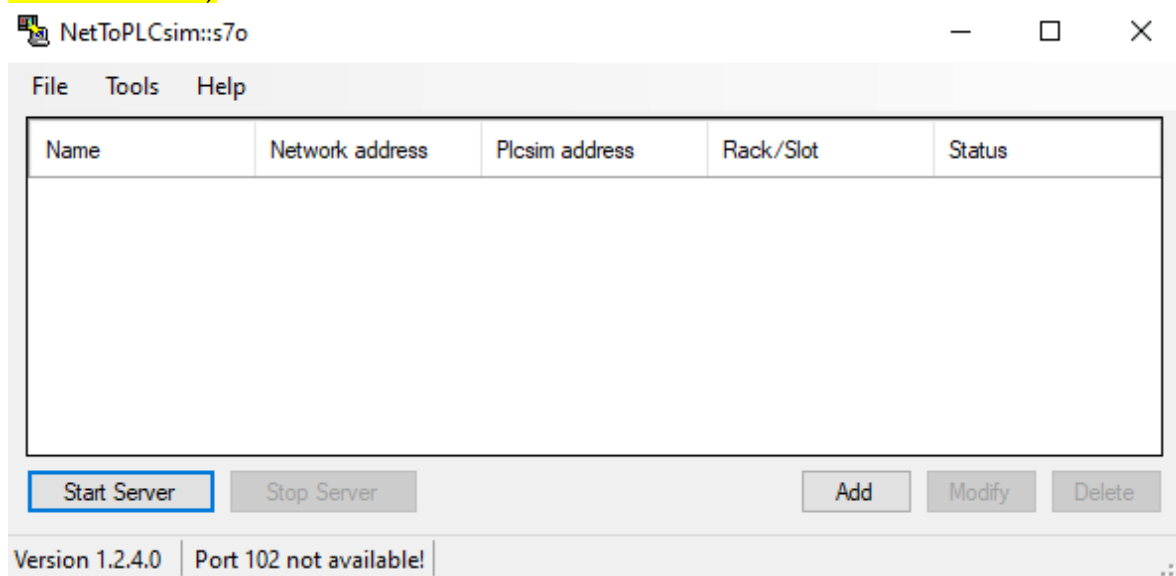 NetToPLCsim::s7o
File Tools Help
Name Network address Plcsim address Rack/Slot Status
Start Server Stop Server Add Modify Delete
Version 1.2.4.0 Port 102 not available!